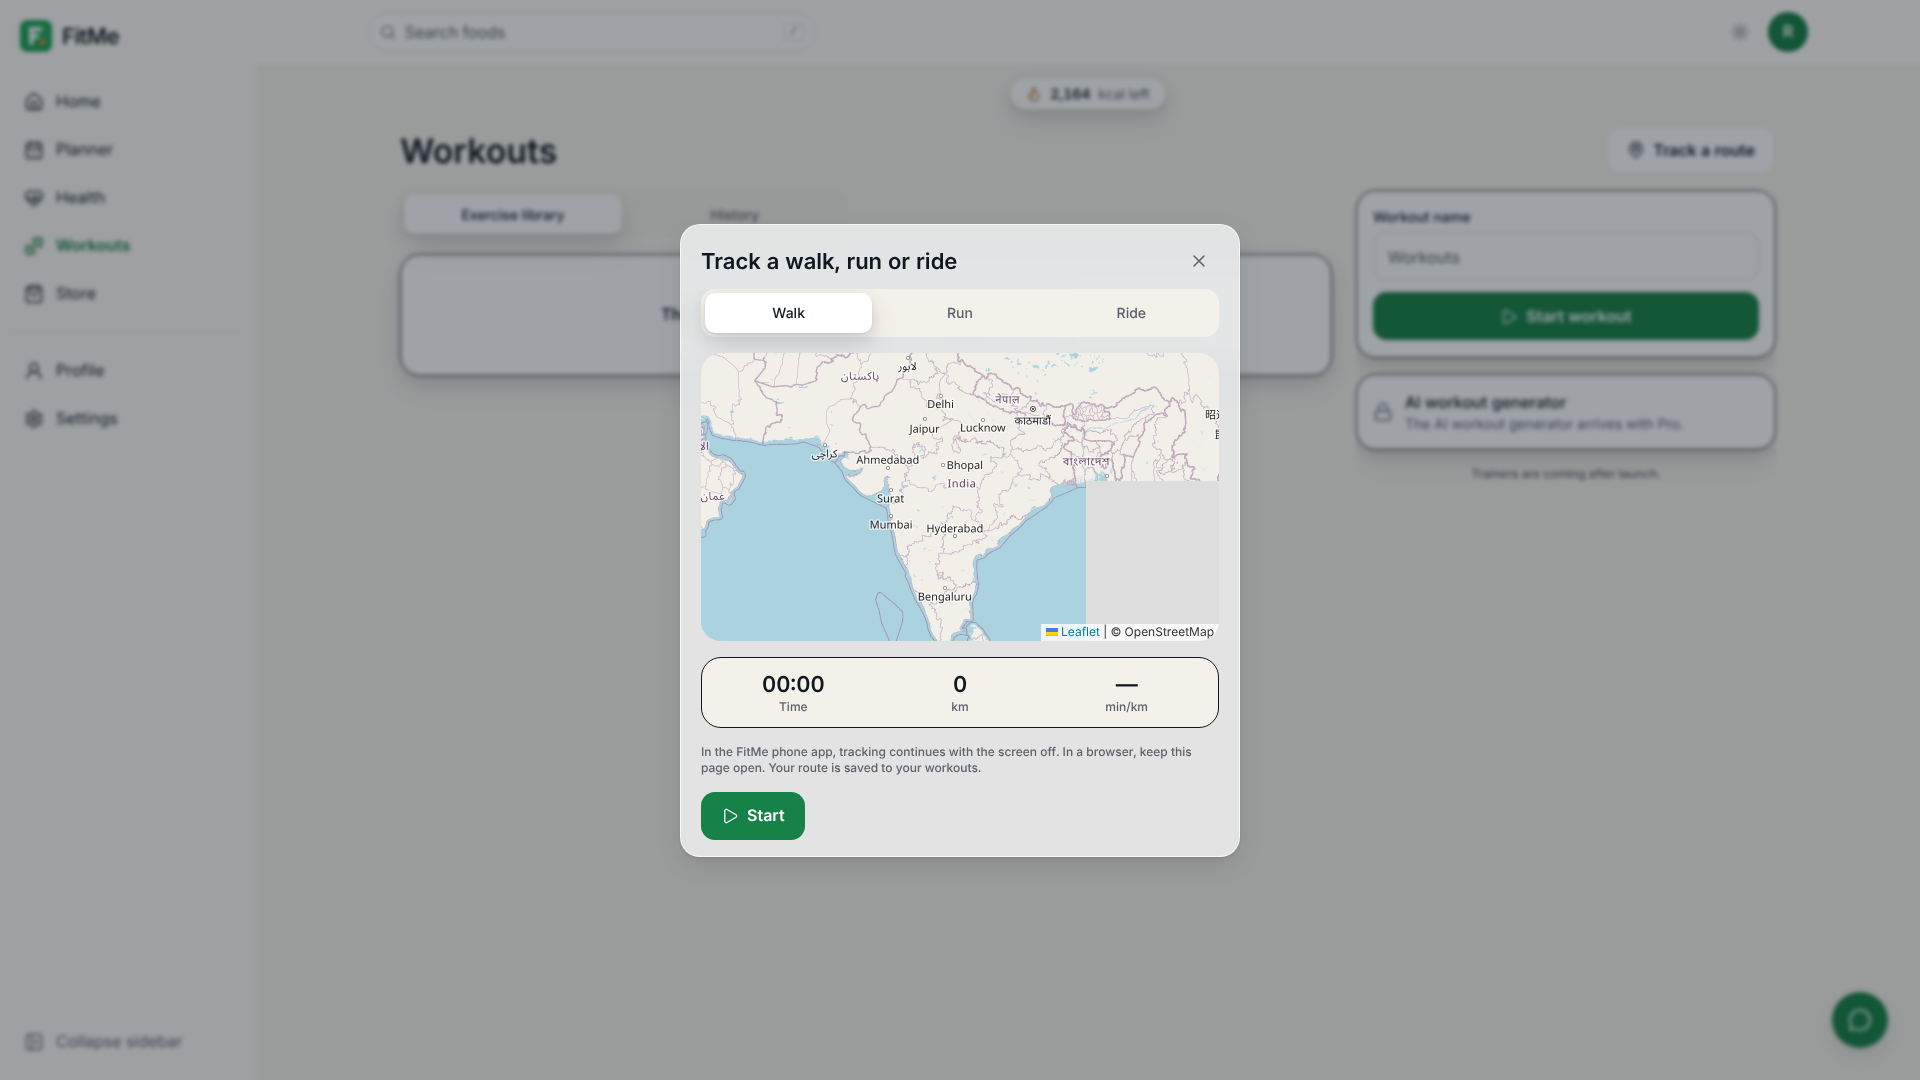 FitMe
Search foods
/
R
Home
Planner
Health
Workouts
Store
Profile
Settings
Collapse sidebar
2,164 kcal left
Workouts
Track a route
Exercise library
History
Workout name
Workouts
Start workout
AI workout generator
The AI workout generator arrives with Pro.
Trainers are coming after launch.
Track a walk, run or ride
Walk
Run
Ride
لاہور
پاکستان
Delhi
नेपाल
काठमाडौं
Jaipur
Lucknow
کراچی
Ahmedabad
Bhopal
বাংলাদেশ
India
عمان
Surat
Mumbai
Hyderabad
Bengaluru
Leaflet | © OpenStreetMap
00:00
Time
0
km
—
min/km
In the FitMe phone app, tracking continues with the screen off. In a browser, keep this
page open. Your route is saved to your workouts.
Start